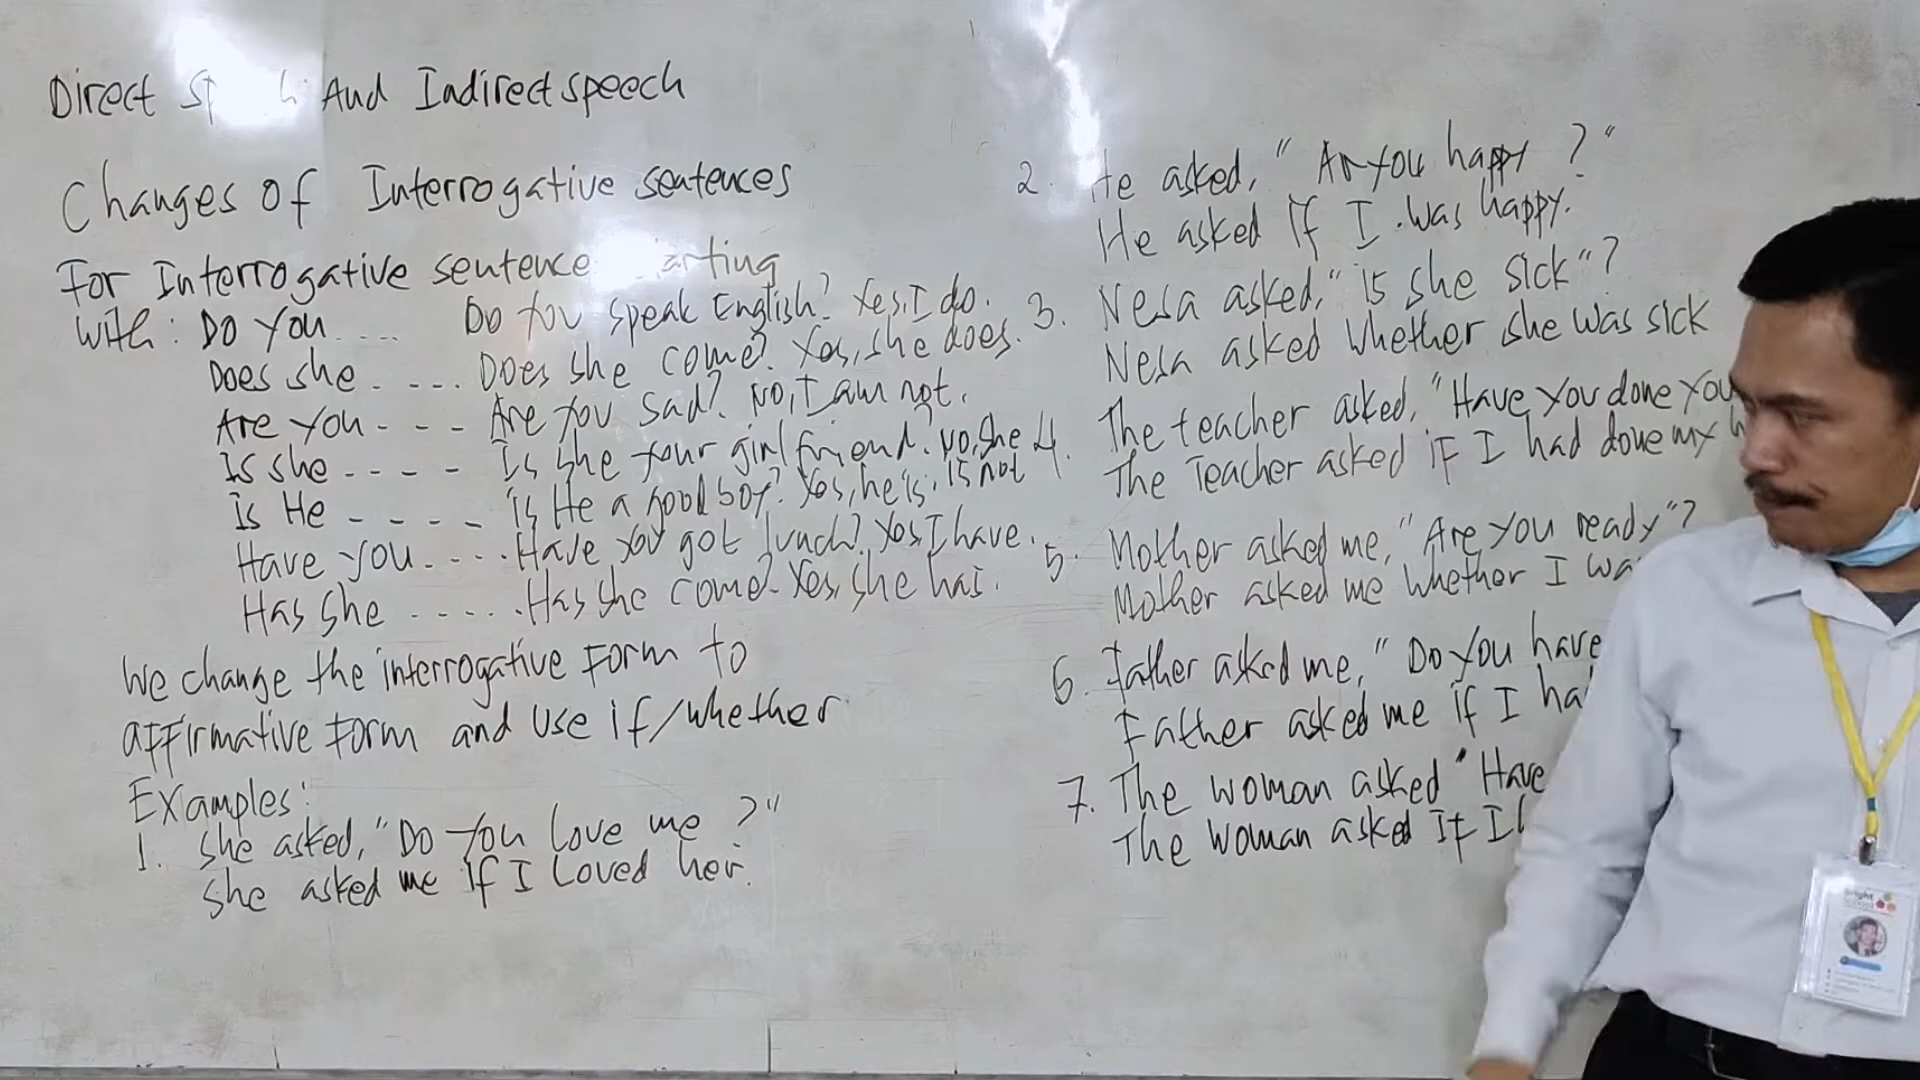 Direct And Indirect speech
Changes of Interrogative sentences
For Interrogative sentence
with: Do you .... Do you speak English? Yes, I do.
Does she .... Does she come? Yes, she does.
Are you - - - Are you sad? No, I am not.
Is she - - - - Is she your girl friend? No, she is not
is He - - - - is He a good boy? Yes, he is.
Have you .... Have you got lunch? Yes I have.
Has she ..... Has she come? Yes, she has.
We change the interrogative Form to
affirmative Form and use if/whether
Examples:
1. She asked, "Do you love me ?"
She asked me if I loved her.
2. He asked, " Ar you happy ? "
He asked if I was happy.
3. Nesa asked, "is she sick"?
Nesa asked whether she was sick
4. The teacher asked, "Have you done
The Teacher asked if I had done my
5. Mother asked me, "Are you ready"?
Mother asked me whether I
6. Father asked me, "Do you have
Father asked me if I
7. The woman asked "Have
The woman asked If I